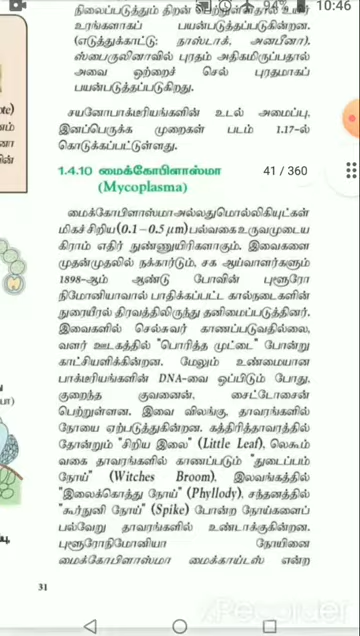 94%
10:46
நிலைப்படுத்தும் திறன்
உரங்களாகப் பயன்படுத்தப்படுகின்றன.
(எடுத்துக்காட்டு: நாஸ்டாக், அனபீனா).
ஸ்பைருலினாவில் புரதம் அதிகமிருப்பதால்
அவை ஒற்றைச் செல் புரதமாகப்
பயன்படுத்தப்படுகிறது.
சயனோபாக்டீரியங்களின் உடல் அமைப்பு,
இனப்பெருக்க முறைகள் படம் 1.17-ல்
கொடுக்கப்பட்டுள்ளது.
1.4.10 மைக்கோபிளாஸ்மா
(Mycoplasma)
41 / 360
மைக்கோபிளாஸ்மா அல்லது மொல்லிகியுட்கள்
மிகச் சிறிய (0.1 – 0.5 μm) பல்வகை உருவமுடைய
கிராம் எதிர் நுண்ணுயிரிகளாகும். இவைகளை
முதன்முதலில் நக்கார்டும், சக ஆய்வாளர்களும்
1898-ஆம் ஆண்டு போவின் புளூரோ
நிமோனியாவால் பாதிக்கப்பட்ட கால்நடைகளின்
நுரையீரல் திரவத்திலிருந்து தனிமைப்படுத்தினர்.
இவைகளில் செல்சுவர் காணப்படுவதில்லை,
வளர் ஊடகத்தில் "பொரித்த முட்டை" போன்று
காட்சியளிக்கின்றன. மேலும் உண்மையான
பாக்டீரியங்களின் DNA-வை ஒப்பிடும் போது,
குறைந்த குவனைன், சைட்டோசைன்
பெற்றுள்ளன. இவை விலங்கு, தாவரங்களில்
நோயை ஏற்படுத்துகின்றன. கத்திரித்தாவரத்தில்
தோன்றும் "சிறிய இலை" (Little Leaf), லெகூம்
வகை தாவரங்களில் காணப்படும் "துடைப்பம்
நோய்" (Witches Broom), இலவங்கத்தில்
"இலைக்கொத்து நோய்" (Phyllody), சந்தனத்தில்
"கூர்நுனி நோய்" (Spike) போன்ற நோய்களைப்
பல்வேறு தாவரங்களில் உண்டாக்குகின்றன.
புளூரோநிமோனியா நோயினை
மைக்கோபிளாஸ்மா மைக்காய்டஸ் என்ற
31
Recorder